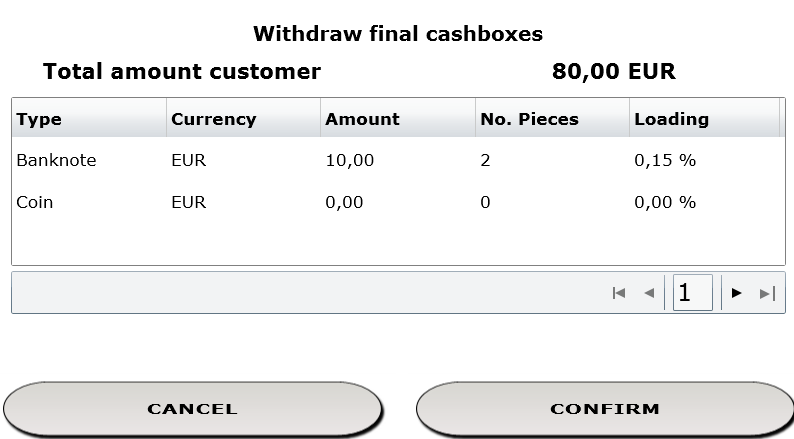 Withdraw final cashboxes
Total amount customer 80,00 EUR
Type Currency Amount No. Pieces Loading
Banknote EUR 10,00 2 0,15 %
Coin EUR 0,00 0 0,00 %
1
CANCEL CONFIRM